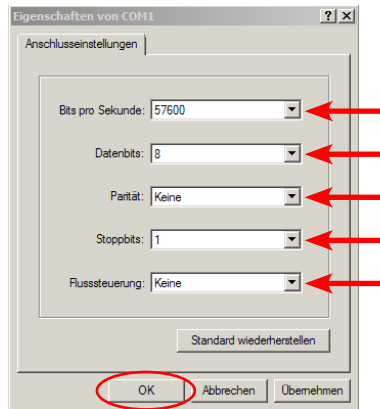 Eigenschaften von COM1
Anschlusseinstellungen
Bits pro Sekunde: 57600
Datenbits: 8
Parität: Keine
Stoppbits: 1
Flusssteuerung: Keine
Standard wiederherstellen
OK Abbrechen Übernehmen